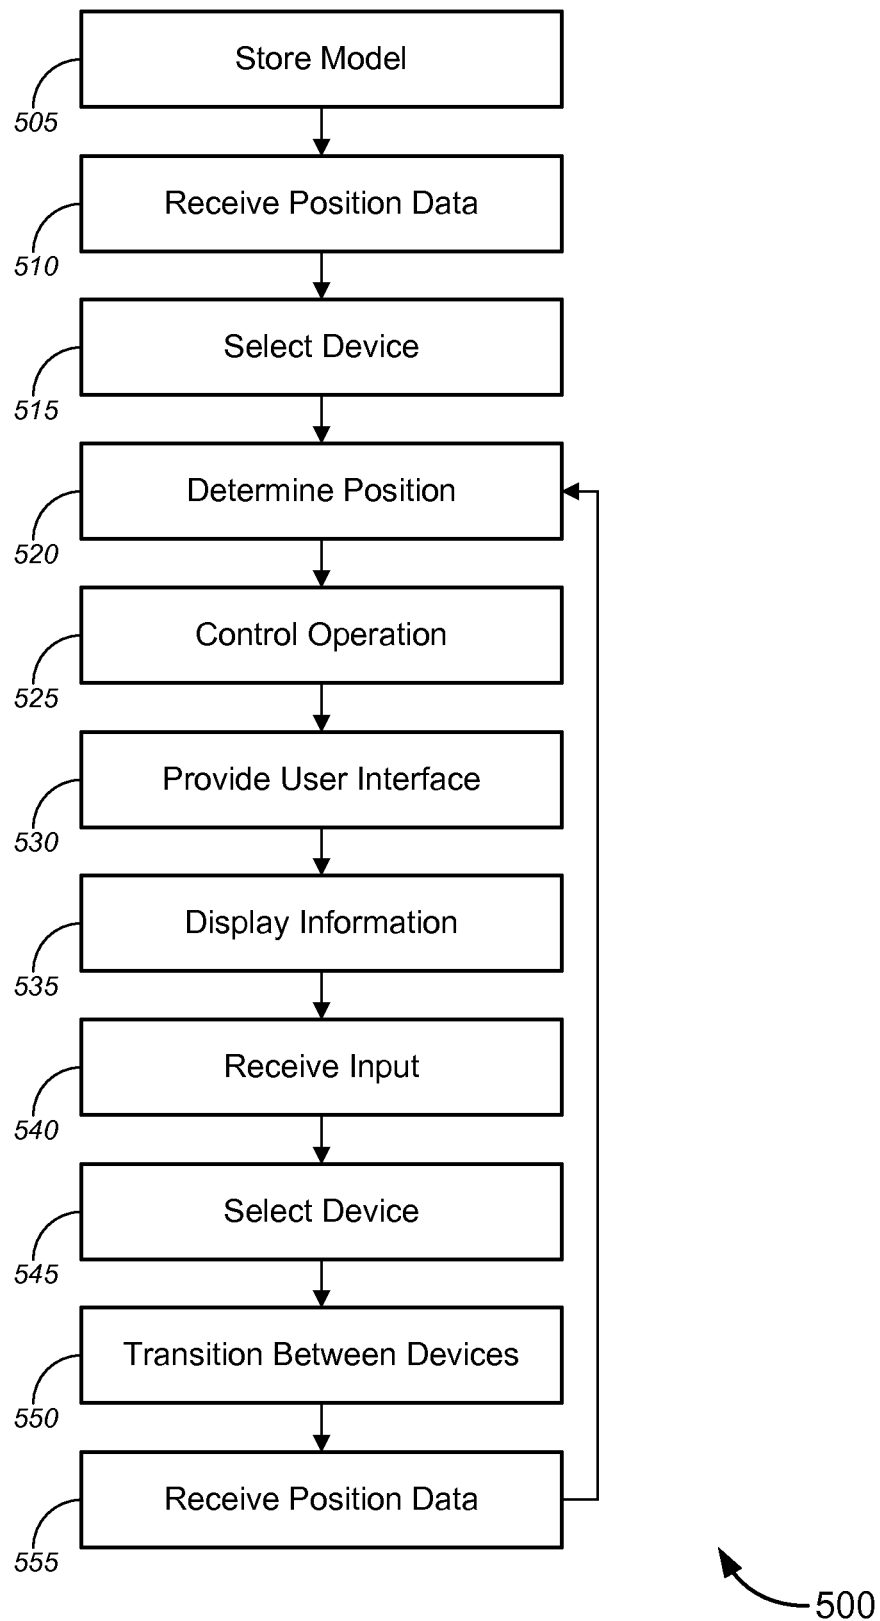 Store Model
505
Receive Position Data
510
Select Device
515
Determine Position
520
Control Operation
525
Provide User Interface
530
Display Information
535
Receive Input
540
Select Device
545
Transition Between Devices
550
Receive Position Data
555
500